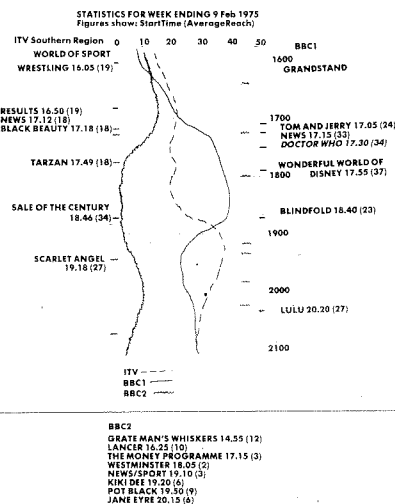 STATISTICS FOR WEEK ENDING 9 Feb 1975
Figures show: StartTime (AverageReach)
ITV Southern Region 0 10 20 40 50 BBC1
WORLD OF SPORT
WRESTLING 16.05 (19)
1600
GRANDSTAND
RESULTS 16.50 (19)
NEWS 17.12 (18)
BLACK BEAUTY 17.18 (18)
1700
TOM AND JERRY 17.05 (24)
NEWS 17.15 (33)
DOCTOR WHO 17.30 (34)
TARZAN 17.49 (18)
WONDERFUL WORLD OF
1800 DISNEY 17.55 (37)
SALE OF THE CENTURY
18.46 (34)
BLINDFOLD 18.40 (23)
1900
SCARLET ANGEL
19.18 (27)
2000
LULU 20.20 (27)
2100
ITV
BBC1
BBC2
BBC2
GRATE MAN'S WHISKERS 14.55 (12)
LANCER 16.25 (10)
THE MONEY PROGRAMME 17.15 (3)
WESTMINSTER 18.05 (2)
NEWS/SPORT 19.10 (3)
KIKI DEE 19.20 (6)
POT BLACK 19.50 (9)
JANE EYRE 20.15 (6)